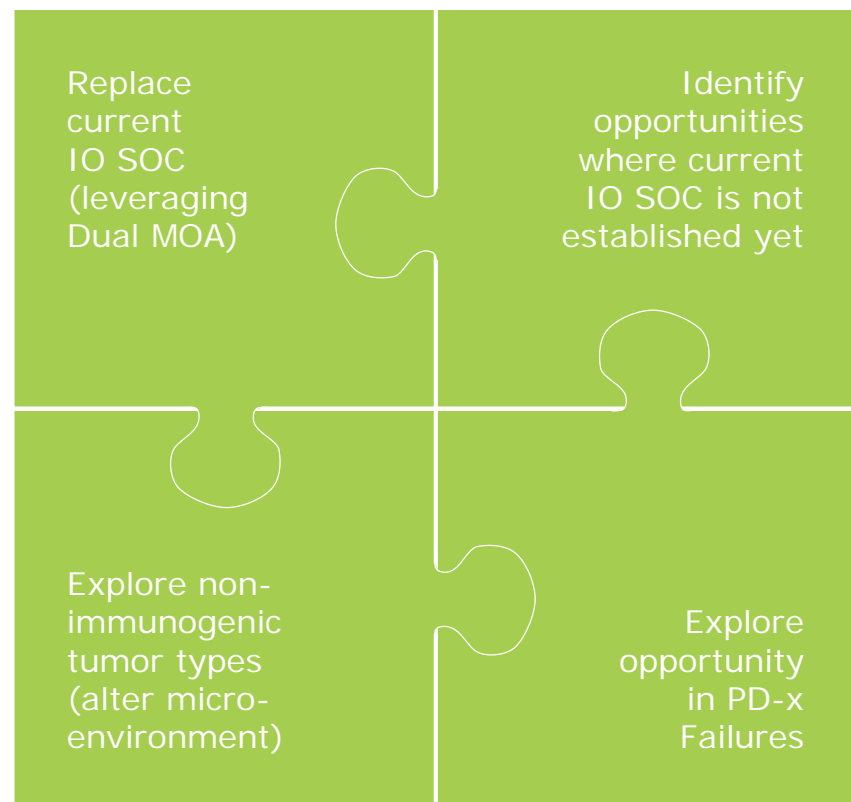 Replace
current
IO SOC
(leveraging
Dual MOA)
Identify
opportunities
where current
IO SOC is not
established yet
Explore non-
immunogenic
tumor types
(alter micro-
environment)
Explore
opportunity
in PD-x
Failures